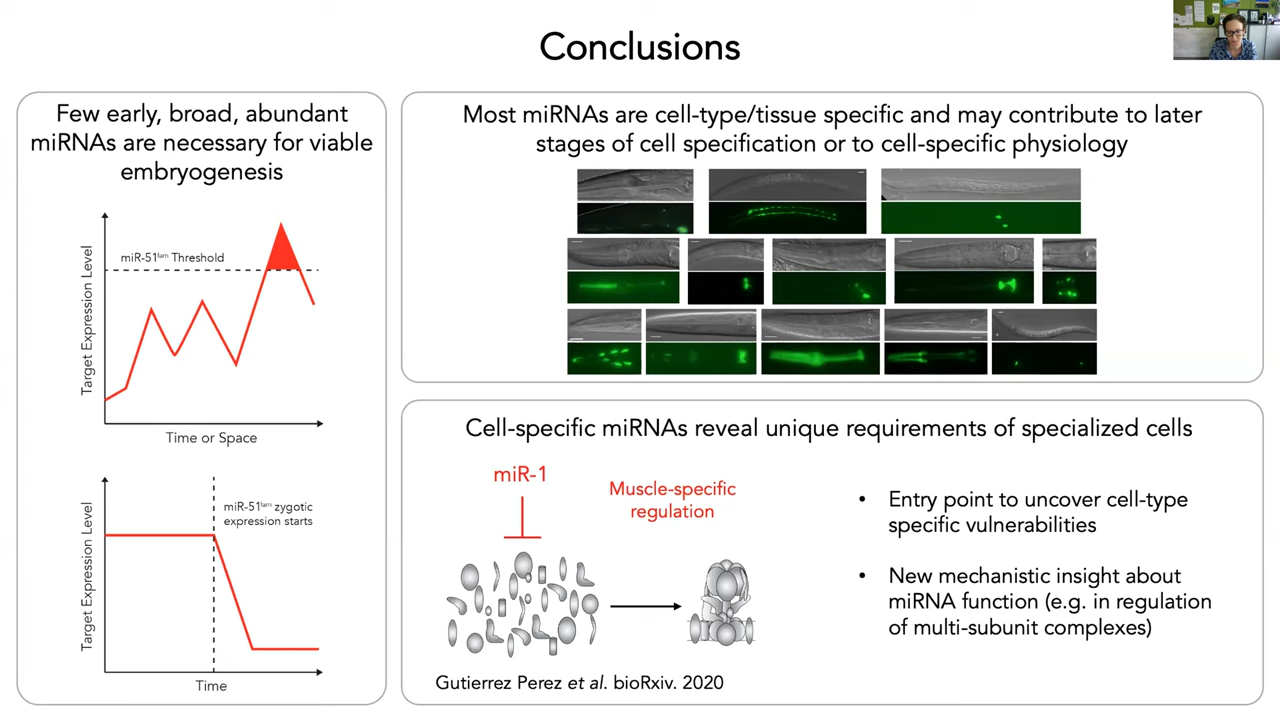 Conclusions
Few early, broad, abundant
miRNAs are necessary for viable
embryogenesis
Target Expression Level
miR-51fam Threshold
Time or Space
Target Expression Level
miR-51fam zygotic
expression starts
Time
Most miRNAs are cell-type/tissue specific and may contribute to later
stages of cell specification or to cell-specific physiology
Cell-specific miRNAs reveal unique requirements of specialized cells
miR-1
Muscle-specific
regulation
Gutierrez Perez et al. bioRxiv. 2020
• Entry point to uncover cell-type
specific vulnerabilities
• New mechanistic insight about
miRNA function (e.g. in regulation
of multi-subunit complexes)